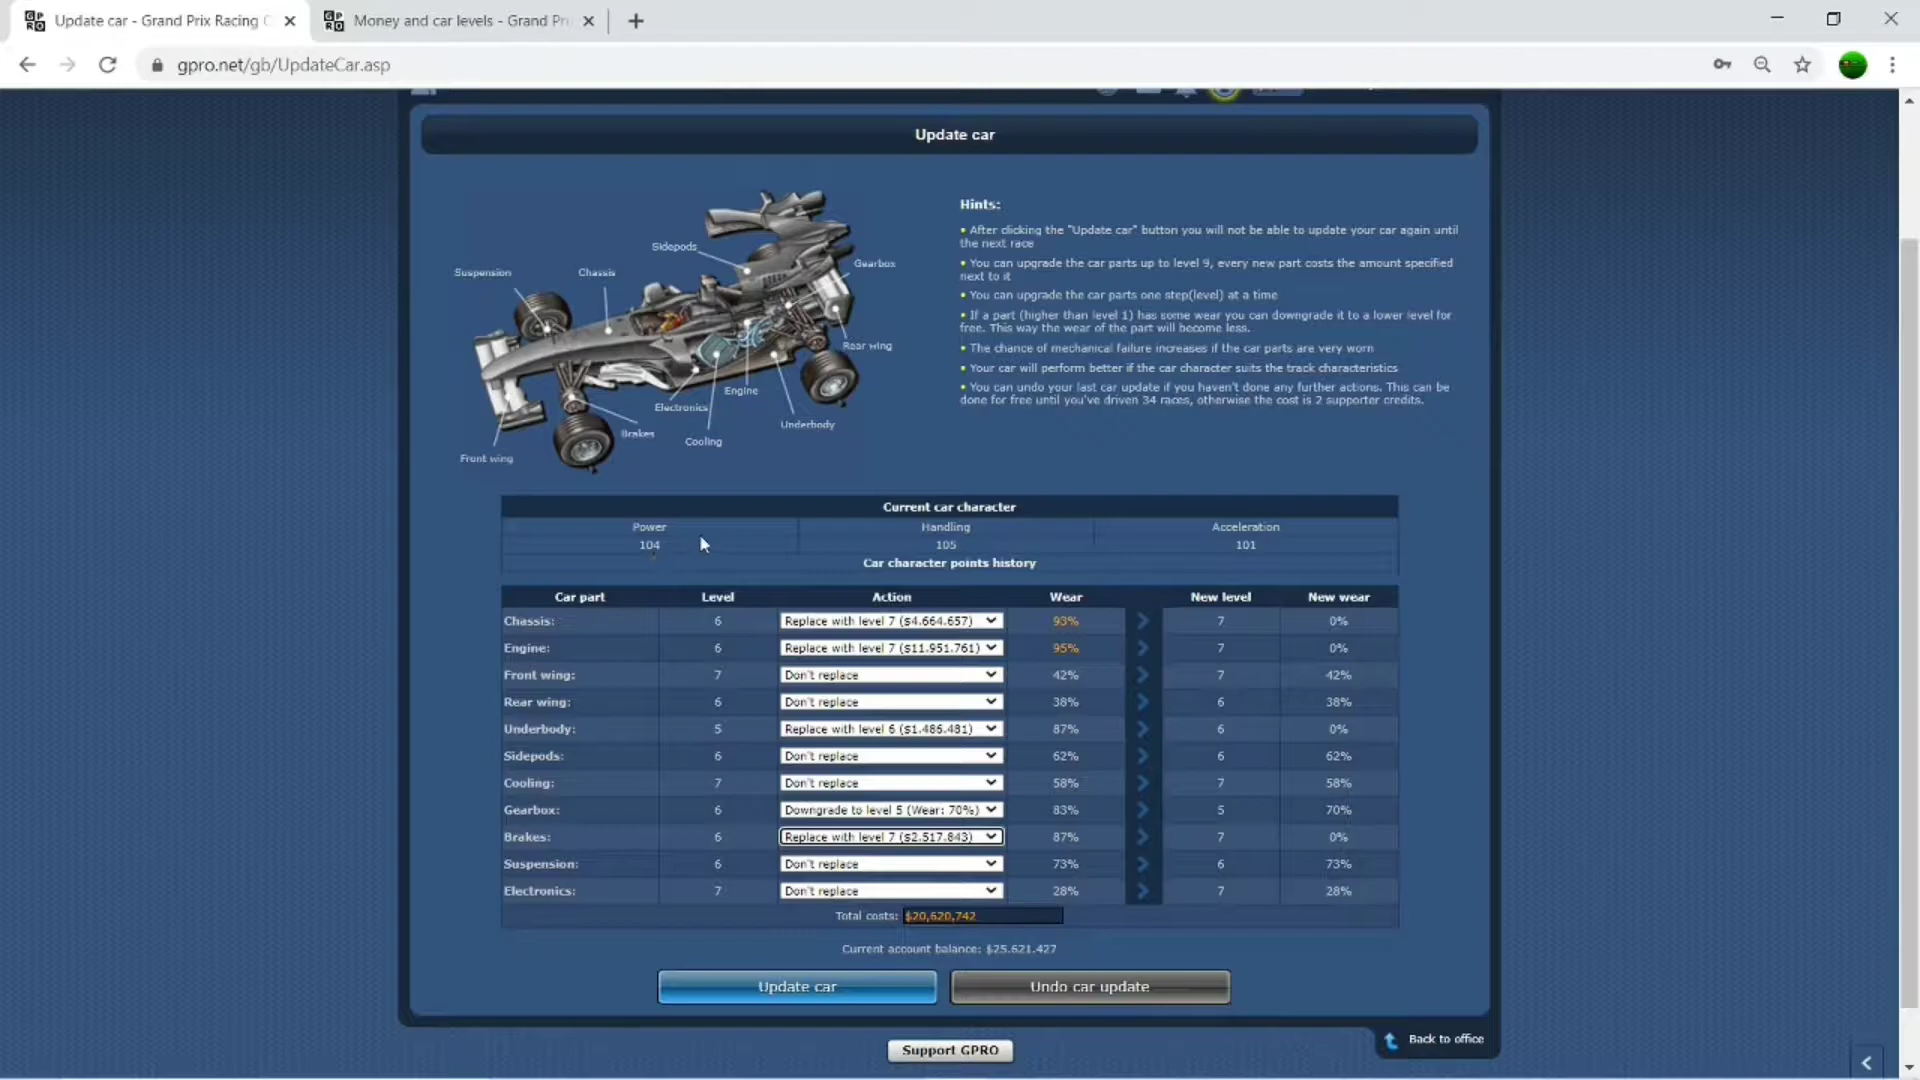 Update car - Grand Prix Racing
Money and car levels - Grand Pr
gpro.net/gb/UpdateCar.asp
Update car
Sidepods
Gearbox
Suspension
Chassis
Rear wing
Engine
Electronics
Underbody
Brakes
Cooling
Front wing
Hints:
• After clicking the "Update car" button you will not be able to update your car again until
the next race
• You can upgrade the car parts up to level 9, every new part costs the amount specified
next to it
• You can upgrade the car parts one step(level) at a time
• If a part (higher than level 1) has some wear you can downgrade it to a lower level for
free. This way the wear of the part will become less.
• The chance of mechanical failure increases if the car parts are very worn
• Your car will perform better if the car character suits the track characteristics
• You can undo your last car update if you haven't done any further actions. This can be
done for free until you've driven 34 races, otherwise the cost is 2 supporter credits.
Current car character
Power Handling Acceleration
104 105 101
Car character points history
Car part Level Action Wear New level New wear
Chassis: 6 Replace with level 7 ($4.664.657) 93% 7 0%
Engine: 6 Replace with level 7 ($11.951.761) 95% 7 0%
Front wing: 7 Don't replace 42% 7 42%
Rear wing: 6 Don't replace 38% 6 38%
Underbody: 5 Replace with level 6 ($1.486.481) 87% 6 0%
Sidepods: 6 Don't replace 62% 6 62%
Cooling: 7 Don't replace 58% 7 58%
Gearbox: 6 Downgrade to level 5 (Wear: 70%) 83% 5 70%
Brakes: 6 Replace with level 7 ($2.517.843) 87% 7 0%
Suspension: 6 Don't replace 73% 6 73%
Electronics: 7 Don't replace 28% 7 28%
Total costs: $20,620,742
Current account balance: $25.621.427
Update car Undo car update
Back to office
Support GPRO